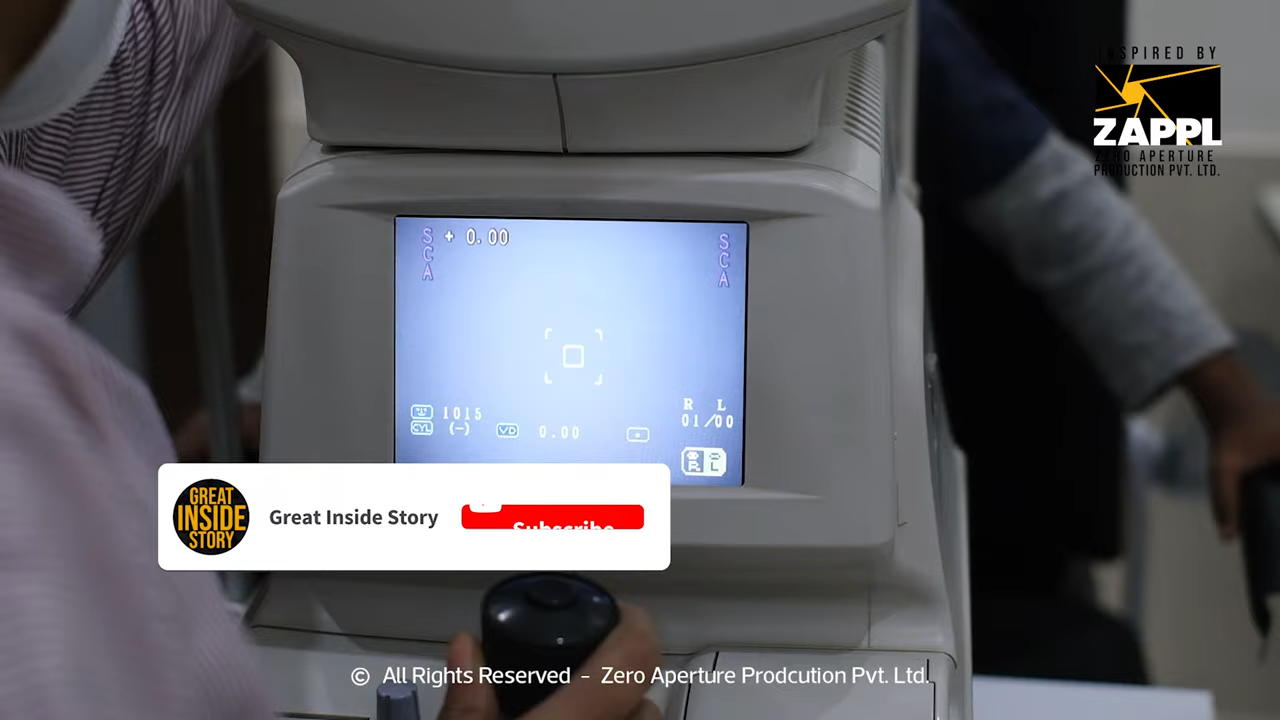 INSPIRED BY
ZAPPL
ZERO APERTURE
PRODUCTION PVT. LTD.
S + 0.00
C
A
S
C
A
1015
CYL (-)
VD 0.00
R L
01/00
R L
GREAT
INSIDE
STORY
Great Inside Story
Subscribe
© All Rights Reserved - Zero Aperture Prodcution Pvt. Ltd.